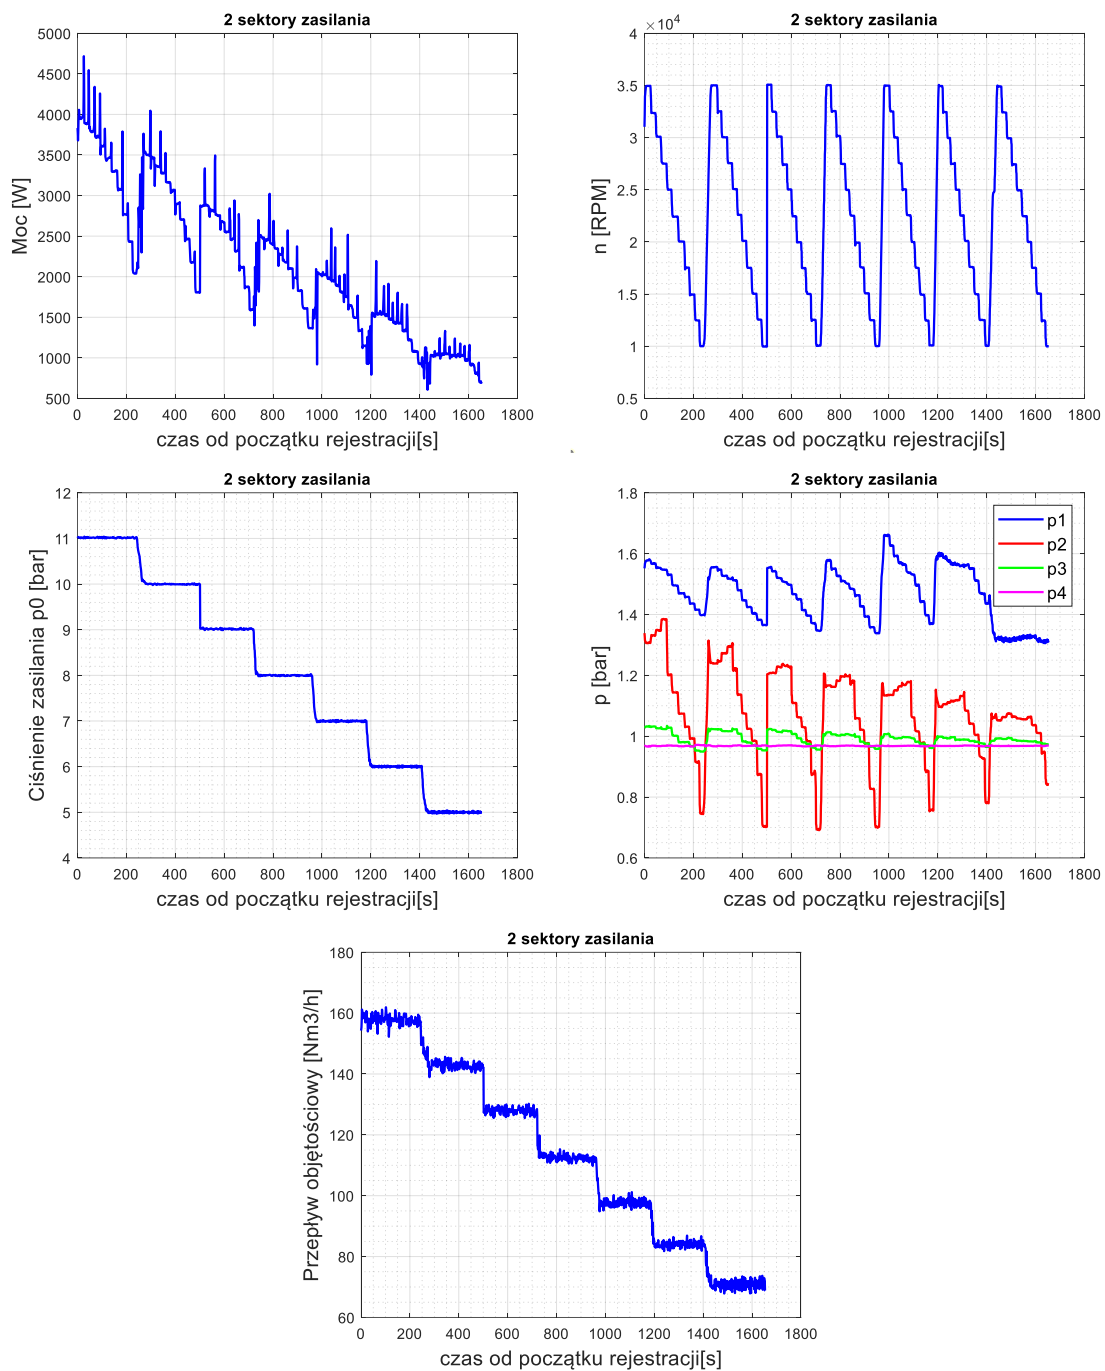 2 sektory zasilania
5000
4500
4000
3500
3000
2500
2000
1500
1000
500
Moc [W]
0 200 400 600 800 1000 1200 1400 1600 1800
czas od początku rejestracji[s]
2 sektory zasilania
×10^4
4
3.5
3
2.5
2
1.5
1
0.5
n [RPM]
0 200 400 600 800 1000 1200 1400 1600 1800
czas od początku rejestracji[s]
2 sektory zasilania
12
11
10
9
8
7
6
5
4
Ciśnienie zasilania p0 [bar]
0 200 400 600 800 1000 1200 1400 1600 1800
czas od początku rejestracji[s]
2 sektory zasilania
1.8
1.6
1.4
1.2
1
0.8
0.6
p [bar]
p1
p2
p3
p4
0 200 400 600 800 1000 1200 1400 1600 1800
czas od początku rejestracji[s]
2 sektory zasilania
180
160
140
120
100
80
60
Przepływ objętościowy [Nm3/h]
0 200 400 600 800 1000 1200 1400 1600 1800
czas od początku rejestracji[s]